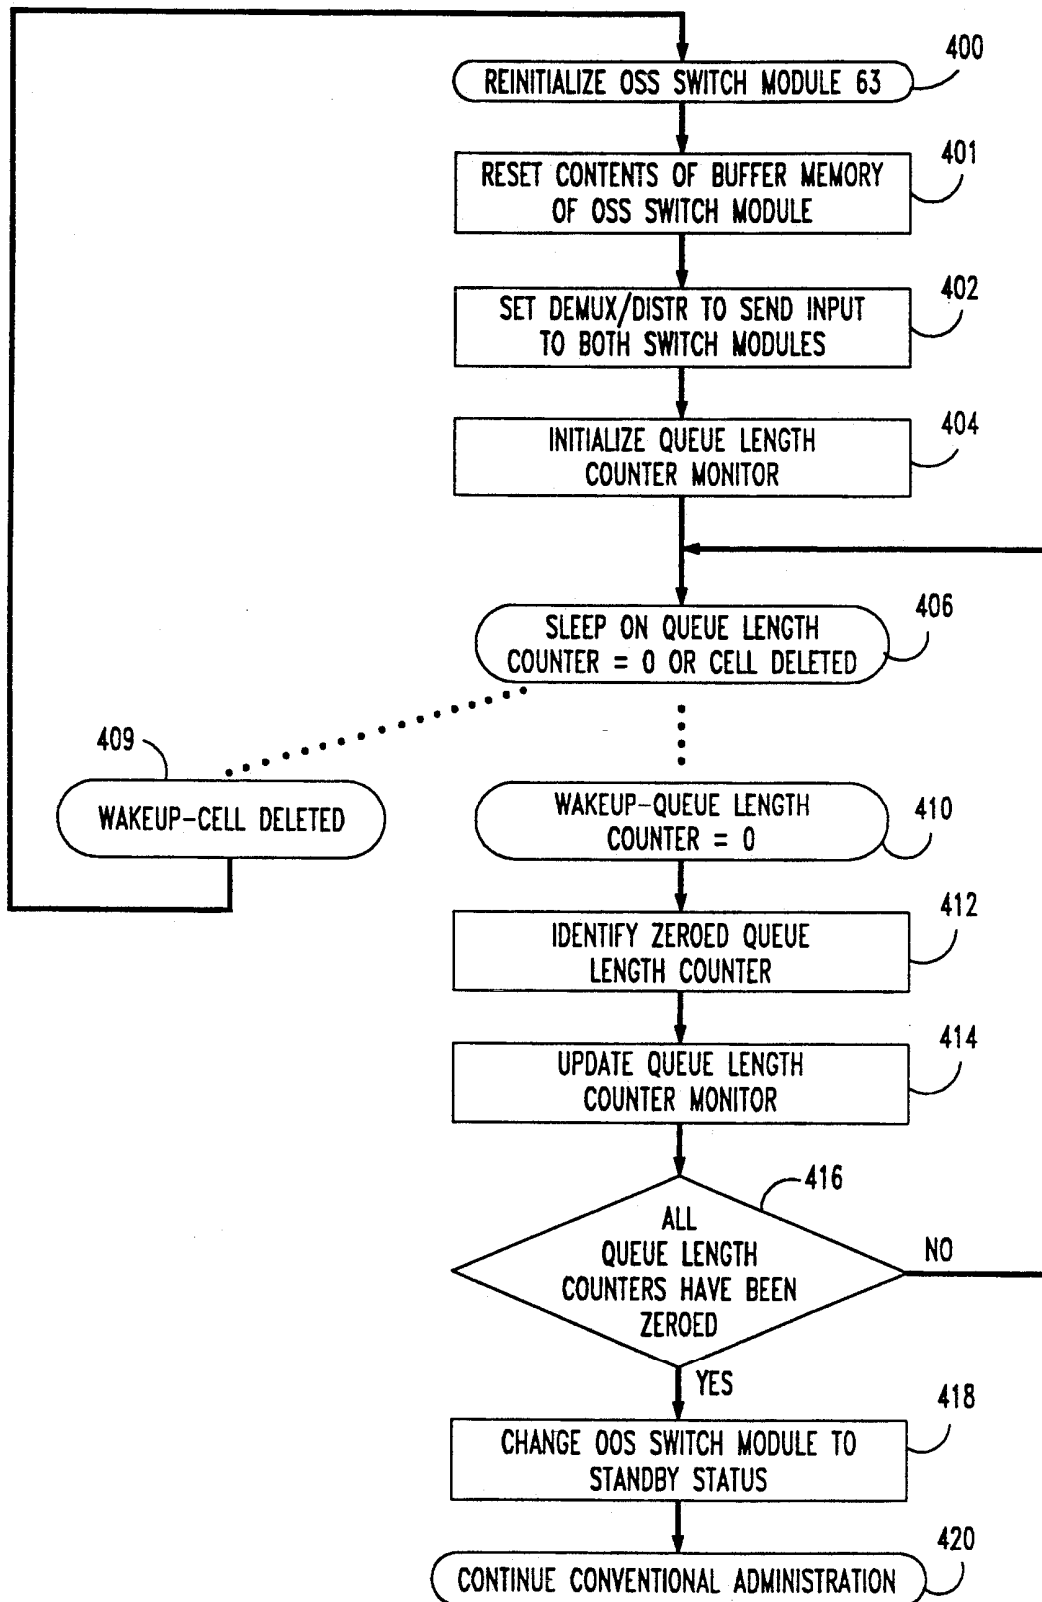 400
REINITIALIZE OSS SWITCH MODULE 63
401
RESET CONTENTS OF BUFFER MEMORY
OF OSS SWITCH MODULE
402
SET DEMUX/DISTR TO SEND INPUT
TO BOTH SWITCH MODULES
404
INITIALIZE QUEUE LENGTH
COUNTER MONITOR
406
SLEEP ON QUEUE LENGTH
COUNTER = 0 OR CELL DELETED
409
WAKEUP-CELL DELETED
WAKEUP-QUEUE LENGTH
COUNTER = 0
410
412
IDENTIFY ZEROED QUEUE
LENGTH COUNTER
414
UPDATE QUEUE LENGTH
COUNTER MONITOR
416
ALL
QUEUE LENGTH
COUNTERS HAVE BEEN
ZEROED
NO
YES
418
CHANGE OOS SWITCH MODULE TO
STANDBY STATUS
420
CONTINUE CONVENTIONAL ADMINISTRATION